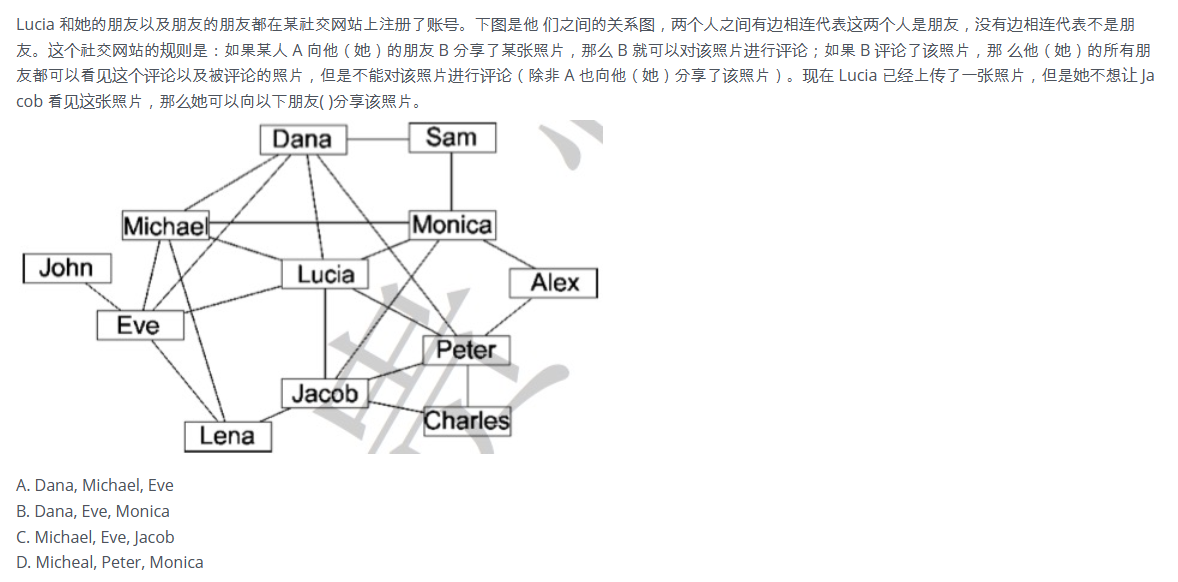 Lucia 和她的朋友以及朋友的朋友都在某社交网站上注册了账号。下图是他 们之间的关系图，两个人之间有边相连代表这两个人是朋友，没有边相连代表不是朋
友。这个社交网站的规则是：如果某人 A 向他（她）的朋友 B 分享了某张照片，那么 B 就可以对该照片进行评论；如果 B 评论了该照片，那 么他（她）的所有朋
友都可以看见这个评论以及被评论的照片，但是不能对该照片进行评论（除非 A 也向他（她）分享了该照片）。现在 Lucia 已经上传了一张照片，但是她不想让 Ja
cob 看见这张照片，那么她可以向以下朋友( )分享该照片。
Dana
Sam
Michael
Monica
John
Lucia
Alex
Eve
Peter
Jacob
Charles
Lena
A. Dana, Michael, Eve
B. Dana, Eve, Monica
C. Michael, Eve, Jacob
D. Micheal, Peter, Monica